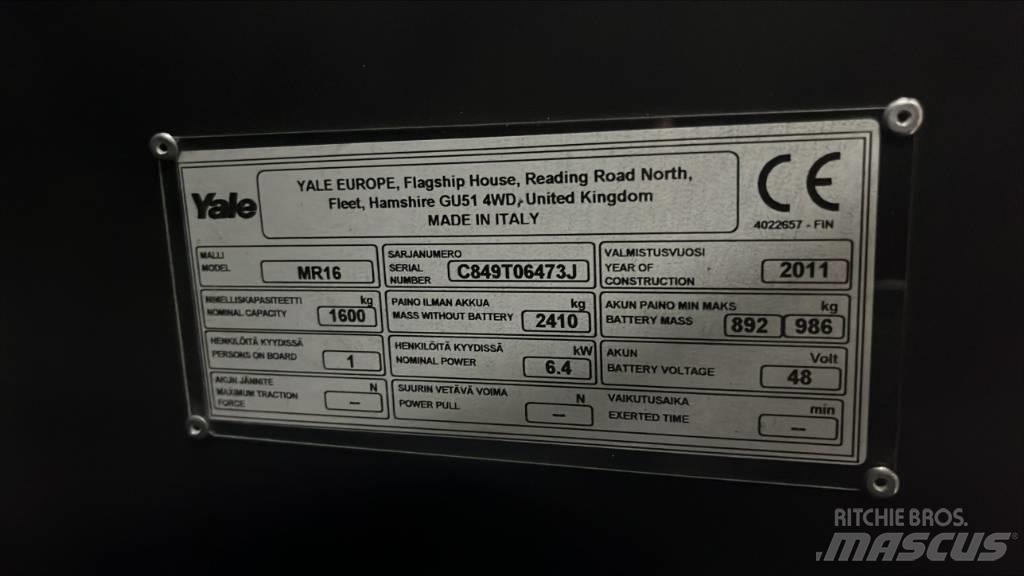 Yale
YALE EUROPE, Flagship House, Reading Road North,
Fleet, Hamshire GU51 4WD, United Kingdom
MADE IN ITALY
CE
4022657 - FIN
MALLI
MODEL
MR16
SARJANUMERO
SERIAL
NUMBER
C849T06473J
VALMISTUSVUOSI
YEAR OF
CONSTRUCTION
2011
NIMELLISKAPASITEETTI
NOMINAL CAPACITY
kg
1600
PAINO ILMAN AKKUA
MASS WITHOUT BATTERY
kg
2410
AKUN PAINO MIN MAKS
BATTERY MASS
kg
892 986
HENKILÖITÄ KYYDISSÄ
PERSONS ON BOARD
1
HENKILÖITÄ KYYDISSÄ
NOMINAL POWER
kW
6.4
AKUN
BATTERY VOLTAGE
Volt
48
AKUN JÄNNITE
MAXIMUM TRACTION
FORCE
N
--
SUURIN VETÄVÄ VOIMA
POWER PULL
N
--
VAIKUTUSAIKA
EXERTED TIME
min
--
RITCHIE BROS.
MASCUS